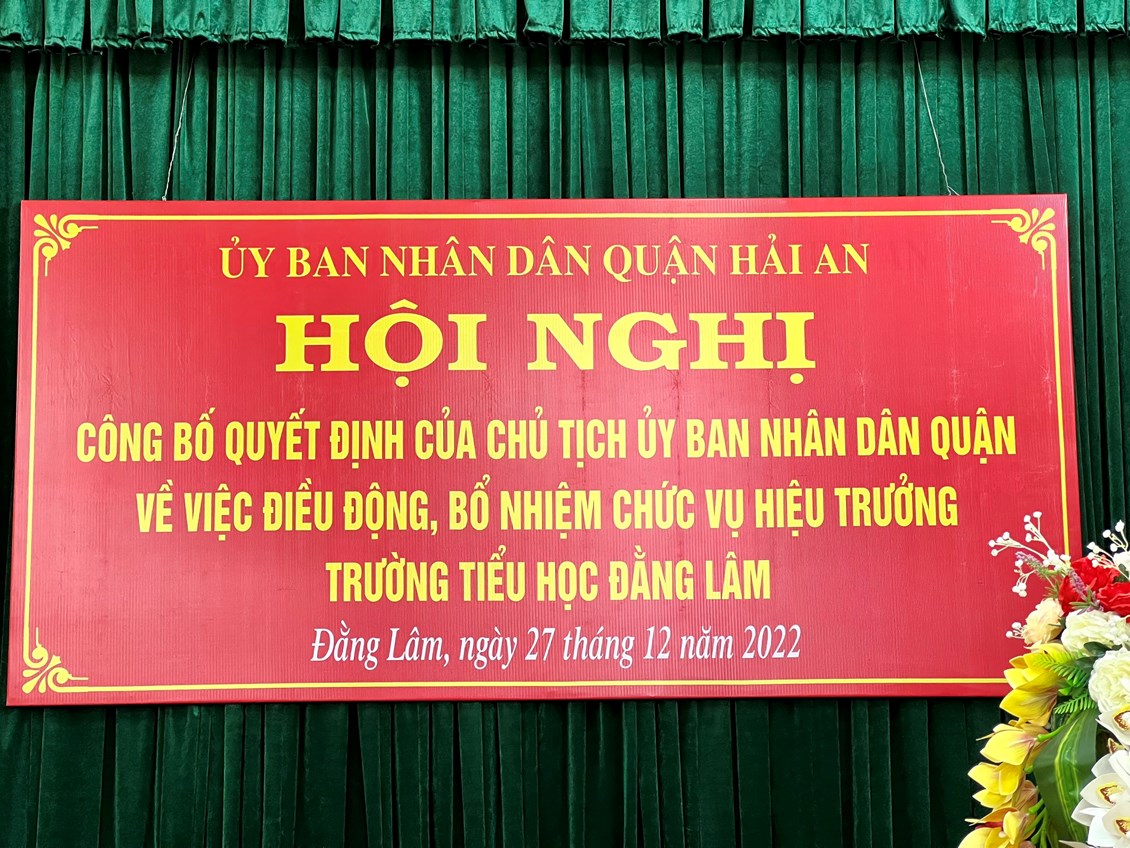 ỦY BAN NHÂN DÂN QUẬN HẢI AN
HỘI NGHỊ
CÔNG BỐ QUYẾT ĐỊNH CỦA CHỦ TỊCH ỦY BAN NHÂN DÂN QUẬN
VỀ VIỆC ĐIỀU ĐỘNG, BỔ NHIỆM CHỨC VỤ HIỆU TRƯỞNG
TRƯỜNG TIỂU HỌC ĐẰNG LÂM
Đằng Lâm, ngày 27 tháng 12 năm 2022